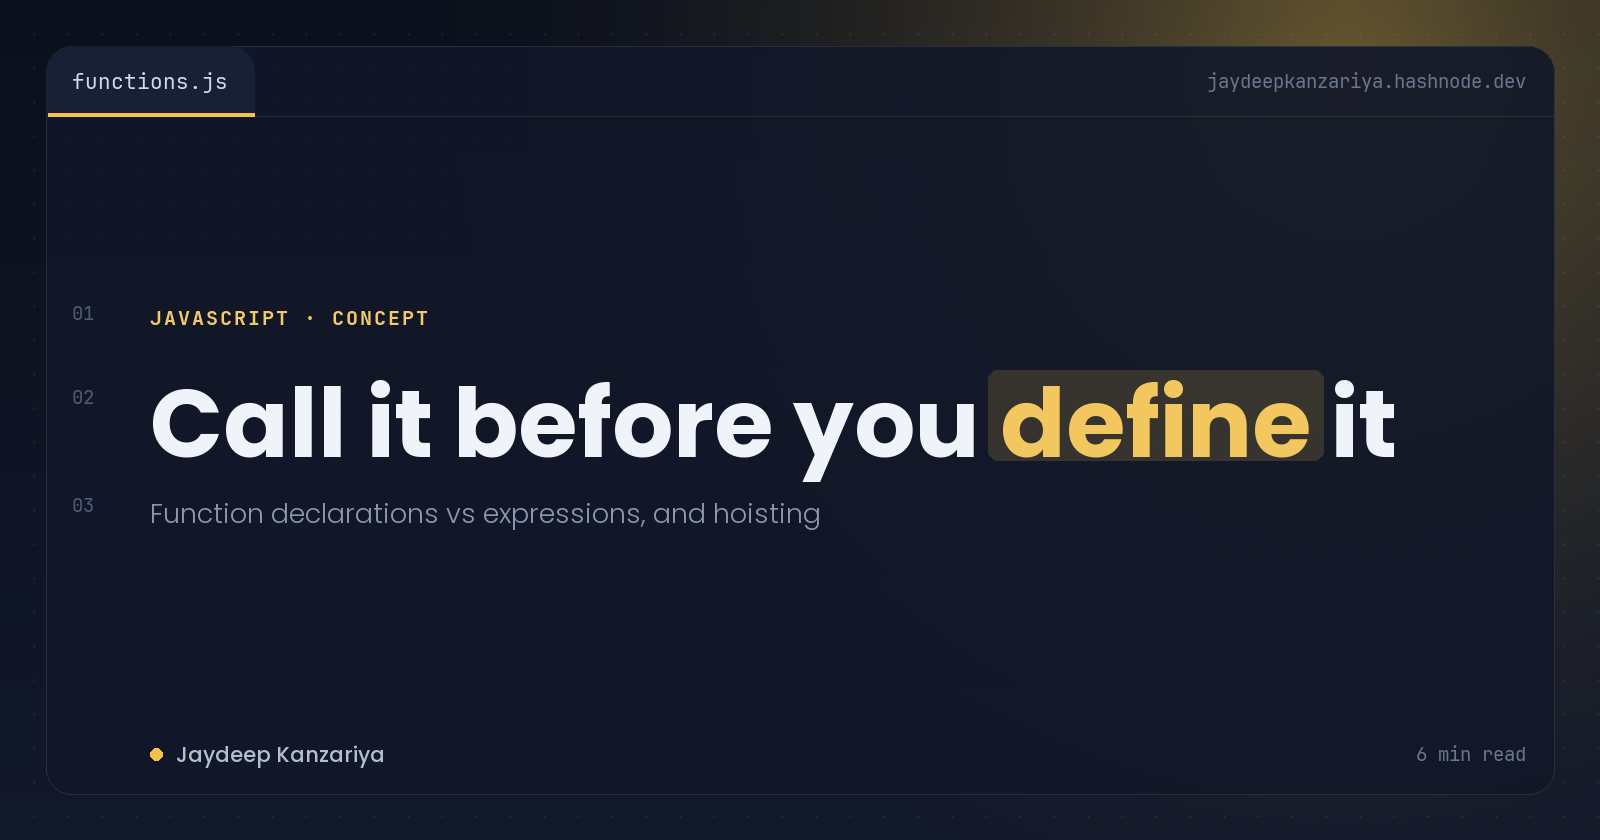 functions.js
jaydeepkanzariya.hashnode.dev
01
JAVASCRIPT · CONCEPT
02
Call it before you define it
03
Function declarations vs expressions, and hoisting
Jaydeep Kanzariya
6 min read